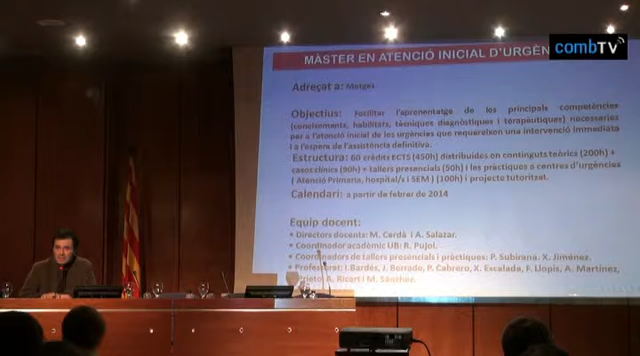 combTV
MÀSTER EN ATENCIÓ INICIAL D'URGÈN
Adreçat a: Metges
Objectius: Facilitar l'aprenentatge de les principals competències
(coneixements, habilitats, tècniques diagnòstiques i terapèutiques) necessàries
per a l'atenció inicial de les urgències que requereixen una intervenció immediata
i a l'espera de l'assistència definitiva.
Estructura: 60 crèdits ECTS (450h) distribuïdes en continguts teòrics (200h) +
casos clínics (90h) + tallers presencials (50h) i les pràctiques a centres d'urgències
( Atenció Primària, hospital/s i SEM ) (100h) i projecte tutoritzat.
Calendari: a partir de febrer de 2014
Equip docent:
• Directors docents: M. Cerdà i A. Salazar.
• Coordinador acadèmic UB: R. Pujol.
• Coordinadors de tallers presencials i pràctiques: P. Subirana, X. Jiménez.
• Professorat: I. Bardés, J. Borrade, P. Cabrero, X. Escalada, F. Llopis, A. Martínez,
rieto, A. Ricart i M. Sánchez.